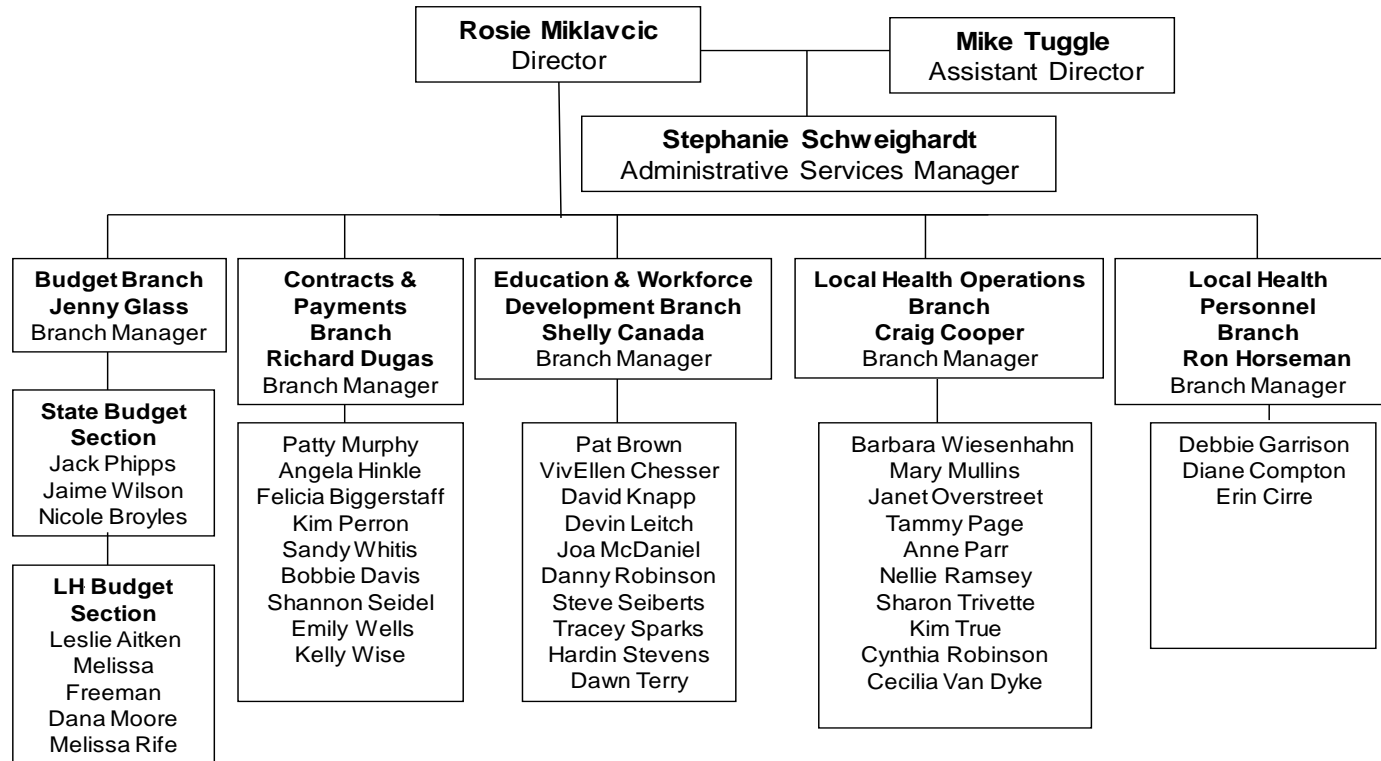 Rosie Miklavcic
Director
Mike Tuggle
Assistant Director
Stephanie Schweighardt
Administrative Services Manager
Budget Branch
Jenny Glass
Branch Manager
State Budget
Section
Jack Phipps
Jaime Wilson
Nicole Broyles
LH Budget
Section
Leslie Aitken
Melissa
Freeman
Dana Moore
Melissa Rife
Contracts &
Payments
Branch
Richard Dugas
Branch Manager
Patty Murphy
Angela Hinkle
Felicia Biggerstaff
Kim Perron
Sandy Whitis
Bobbie Davis
Shannon Seidel
Emily Wells
Kelly Wise
Education & Workforce
Development Branch
Shelly Canada
Branch Manager
Pat Brown
VivEllen Chesser
David Knapp
Devin Leitch
Joa McDaniel
Danny Robinson
Steve Seiberts
Tracey Sparks
Hardin Stevens
Dawn Terry
Local Health Operations
Branch
Craig Cooper
Branch Manager
Barbara Wiesenhahn
Mary Mullins
Janet Overstreet
Tammy Page
Anne Parr
Nellie Ramsey
Sharon Trivette
Kim True
Cynthia Robinson
Cecilia Van Dyke
Local Health
Personnel
Branch
Ron Horseman
Branch Manager
Debbie Garrison
Diane Compton
Erin Cirre